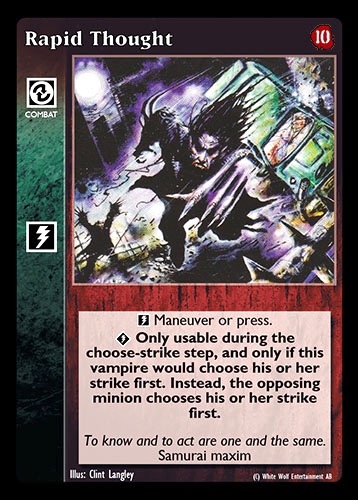 Rapid Thought
10
COMBAT
Maneuver or press.
Only usable during the
choose-strike step, and only if this
vampire would choose his or her
strike first. Instead, the opposing
minion chooses his or her strike
first.
To know and to act are one and the same.
Samurai maxim
Illus: Clint Langley
(C) White Wolf Entertainment AB